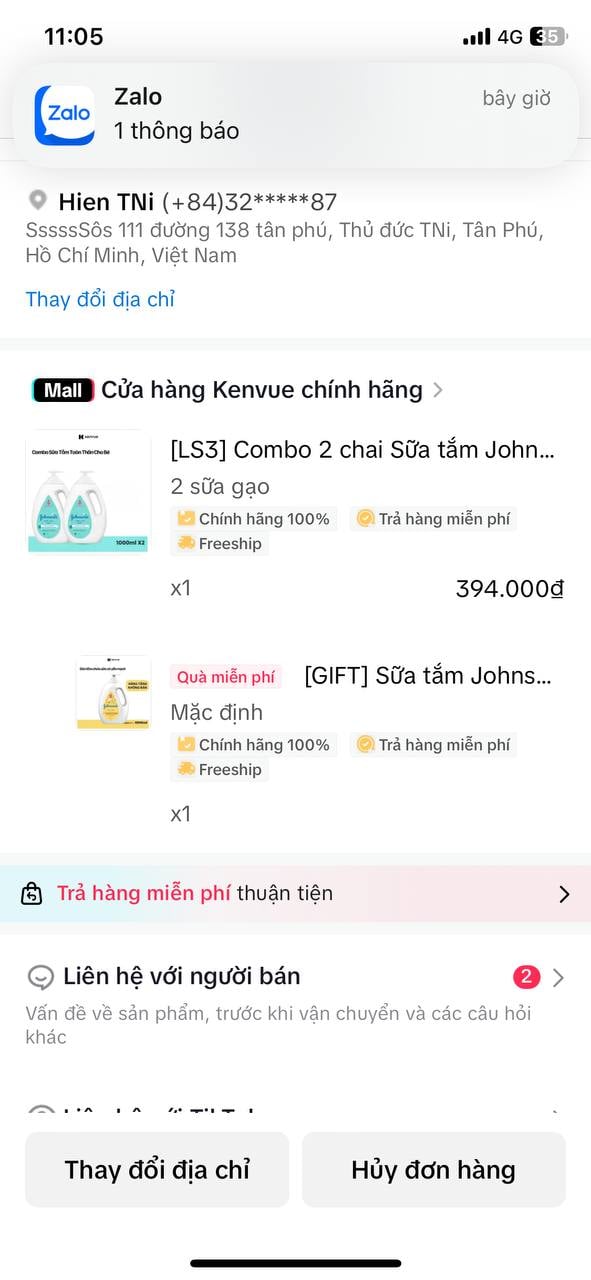 11:05
4G 35
Zalo
Zalo
bây giờ
1 thông báo
Hien TNi (+84)32*****87
SssssSôs 111 đường 138 tân phú, Thủ đức TNi, Tân Phú,
Hồ Chí Minh, Việt Nam
Thay đổi địa chỉ
Mall Cửa hàng Kenvue chính hãng
kenvue
Combo Sữa Tắm Toàn Thân Cho Bé
1000ml X2
[LS3] Combo 2 chai Sữa tắm John...
2 sữa gạo
Chính hãng 100% Trả hàng miễn phí
Freeship
x1 394.000₫
Quà miễn phí [GIFT] Sữa tắm Johns...
Mặc định
Chính hãng 100% Trả hàng miễn phí
Freeship
x1
Trả hàng miễn phí thuận tiện
Liên hệ với người bán 2
Vấn đề về sản phẩm, trước khi vận chuyển và các câu hỏi
khác
Thay đổi địa chỉ Hủy đơn hàng